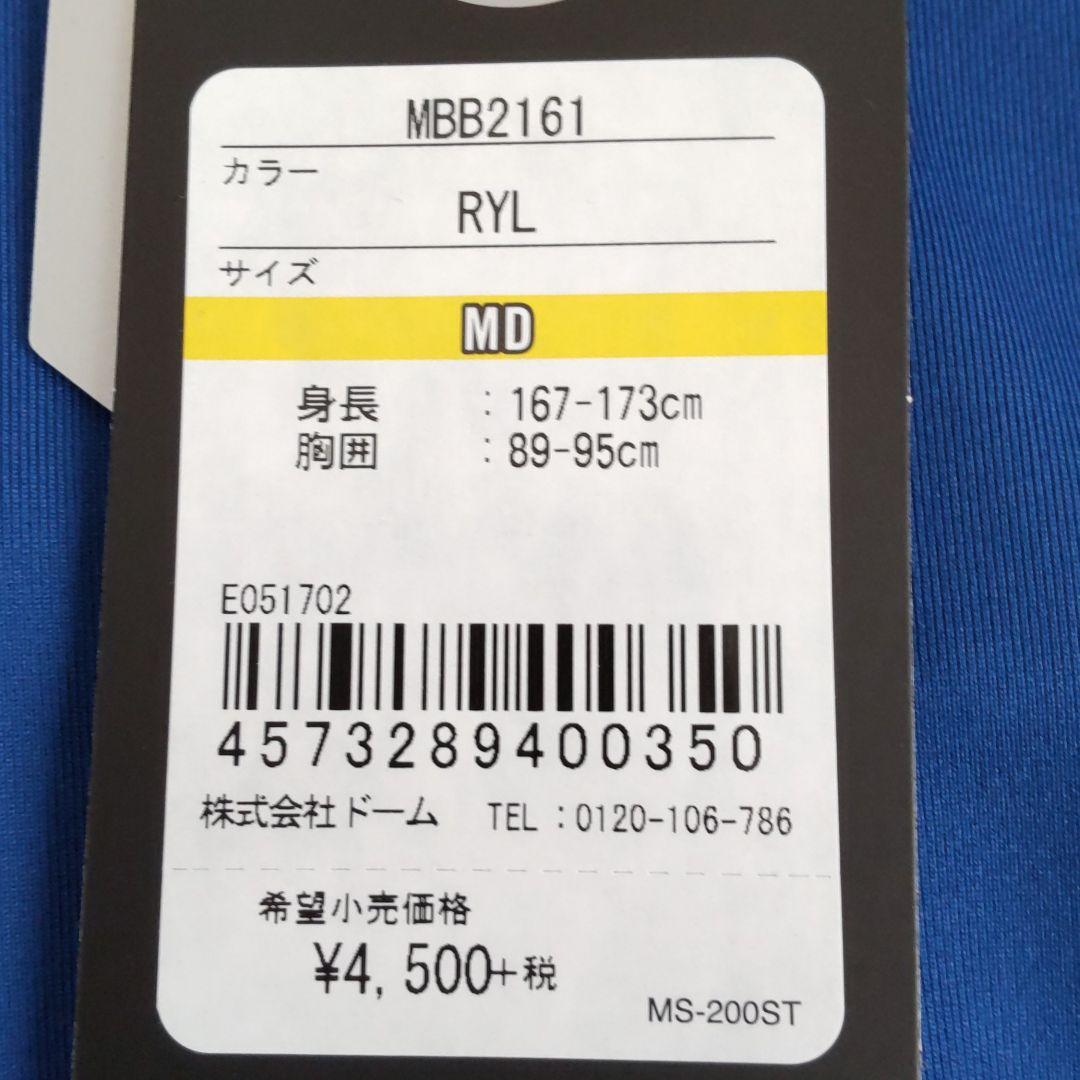 MBB2161
カラー
RYL
サイズ
MD
身長 : 167-173cm
胸囲 : 89-95cm
E051702
4573289400350
株式会社ドーム TEL : 0120-106-786
希望小売価格
¥4,500+税
MS-200ST